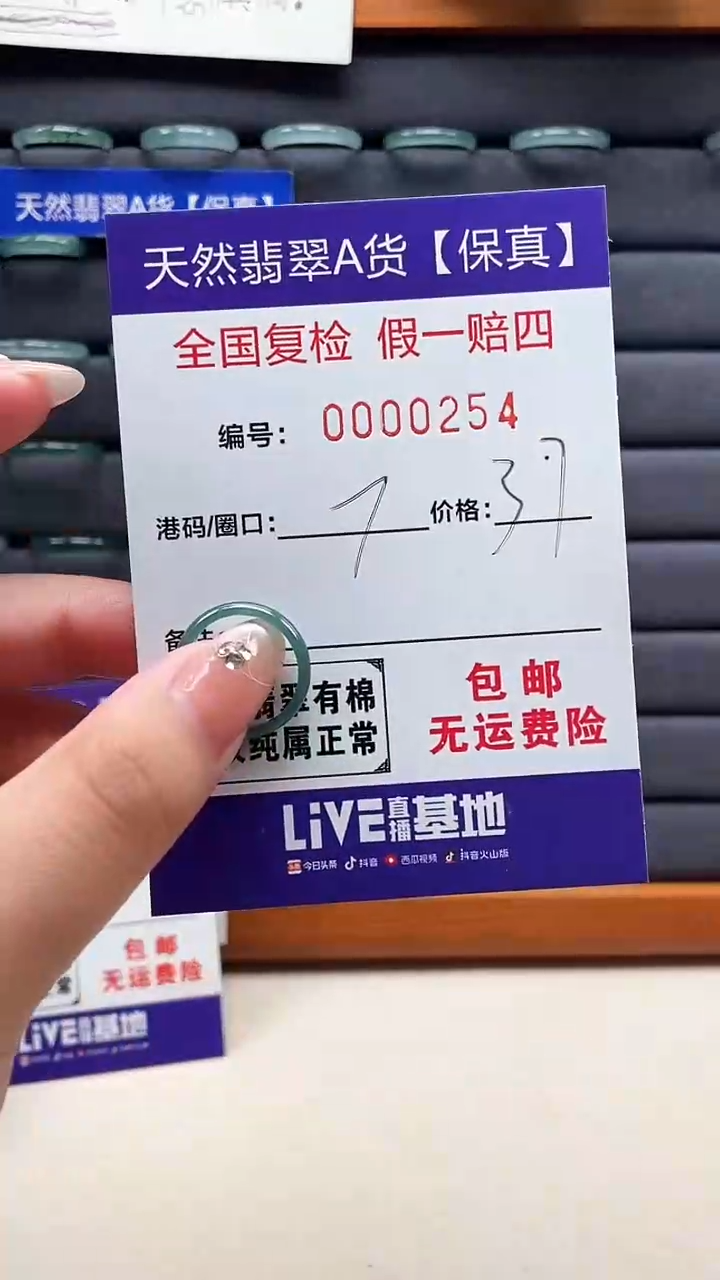 天然翡翠A货【保真】
天然翡翠A货【保真】
全国复检 假一赔四
编号: 0000254
港码/圈口: 7 价格: 39
翡翠有棉
纯属正常
包邮
无运费险
LiVE直播基地
今日头条 抖音 西瓜视频 抖音火山版
包邮
无运费险
LiVE直播基地